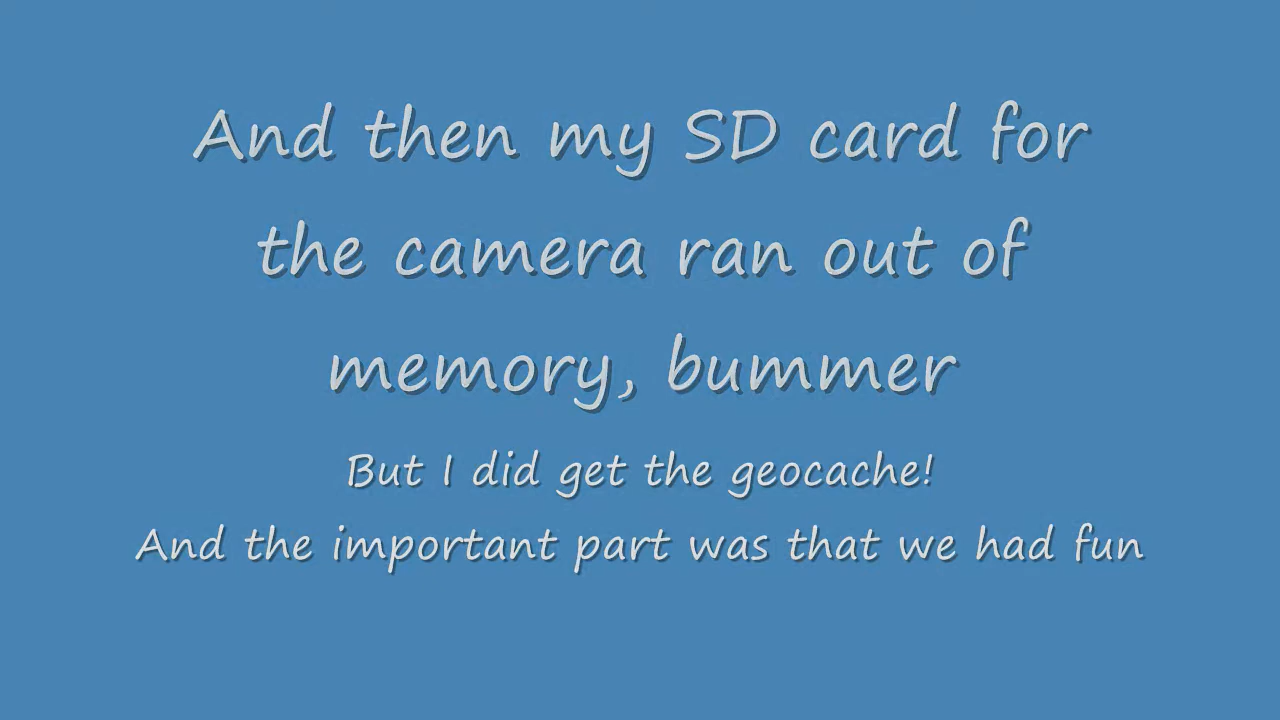 And then my SD card for
the camera ran out of
memory, bummer
But I did get the geocache!
And the important part was that we had fun